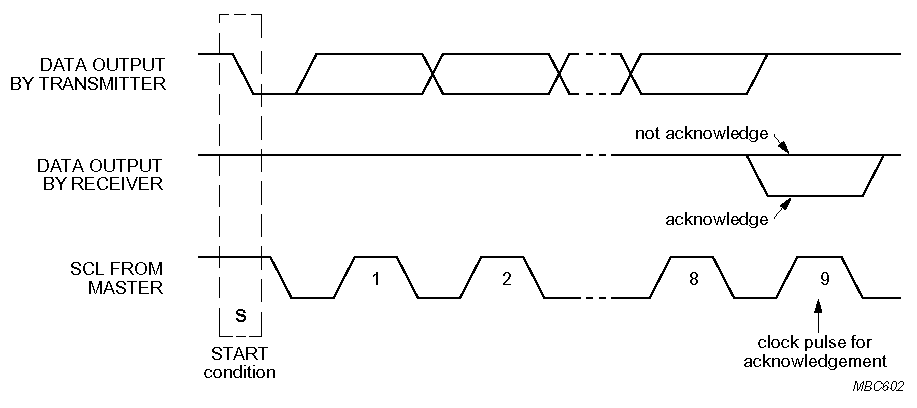 DATA OUTPUT
BY TRANSMITTER
not acknowledge
DATA OUTPUT
BY RECEIVER
acknowledge
SCL FROM
MASTER
1
2
8
9
S
START
condition
clock pulse for
acknowledgement
MBC602